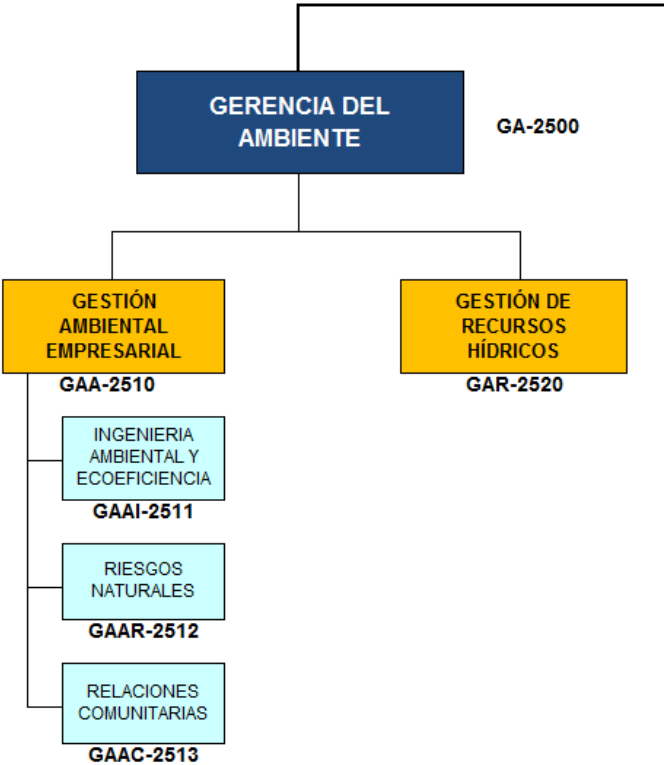 GERENCIA DEL
AMBIENTE
GA-2500
GESTIÓN
AMBIENTAL
EMPRESARIAL
GAA-2510
GESTIÓN DE
RECURSOS
HÍDRICOS
GAR-2520
INGENIERIA
AMBIENTAL Y
ECOEFICIENCIA
GAAI-2511
RIESGOS
NATURALES
GAAR-2512
RELACIONES
COMUNITARIAS
GAAC-2513